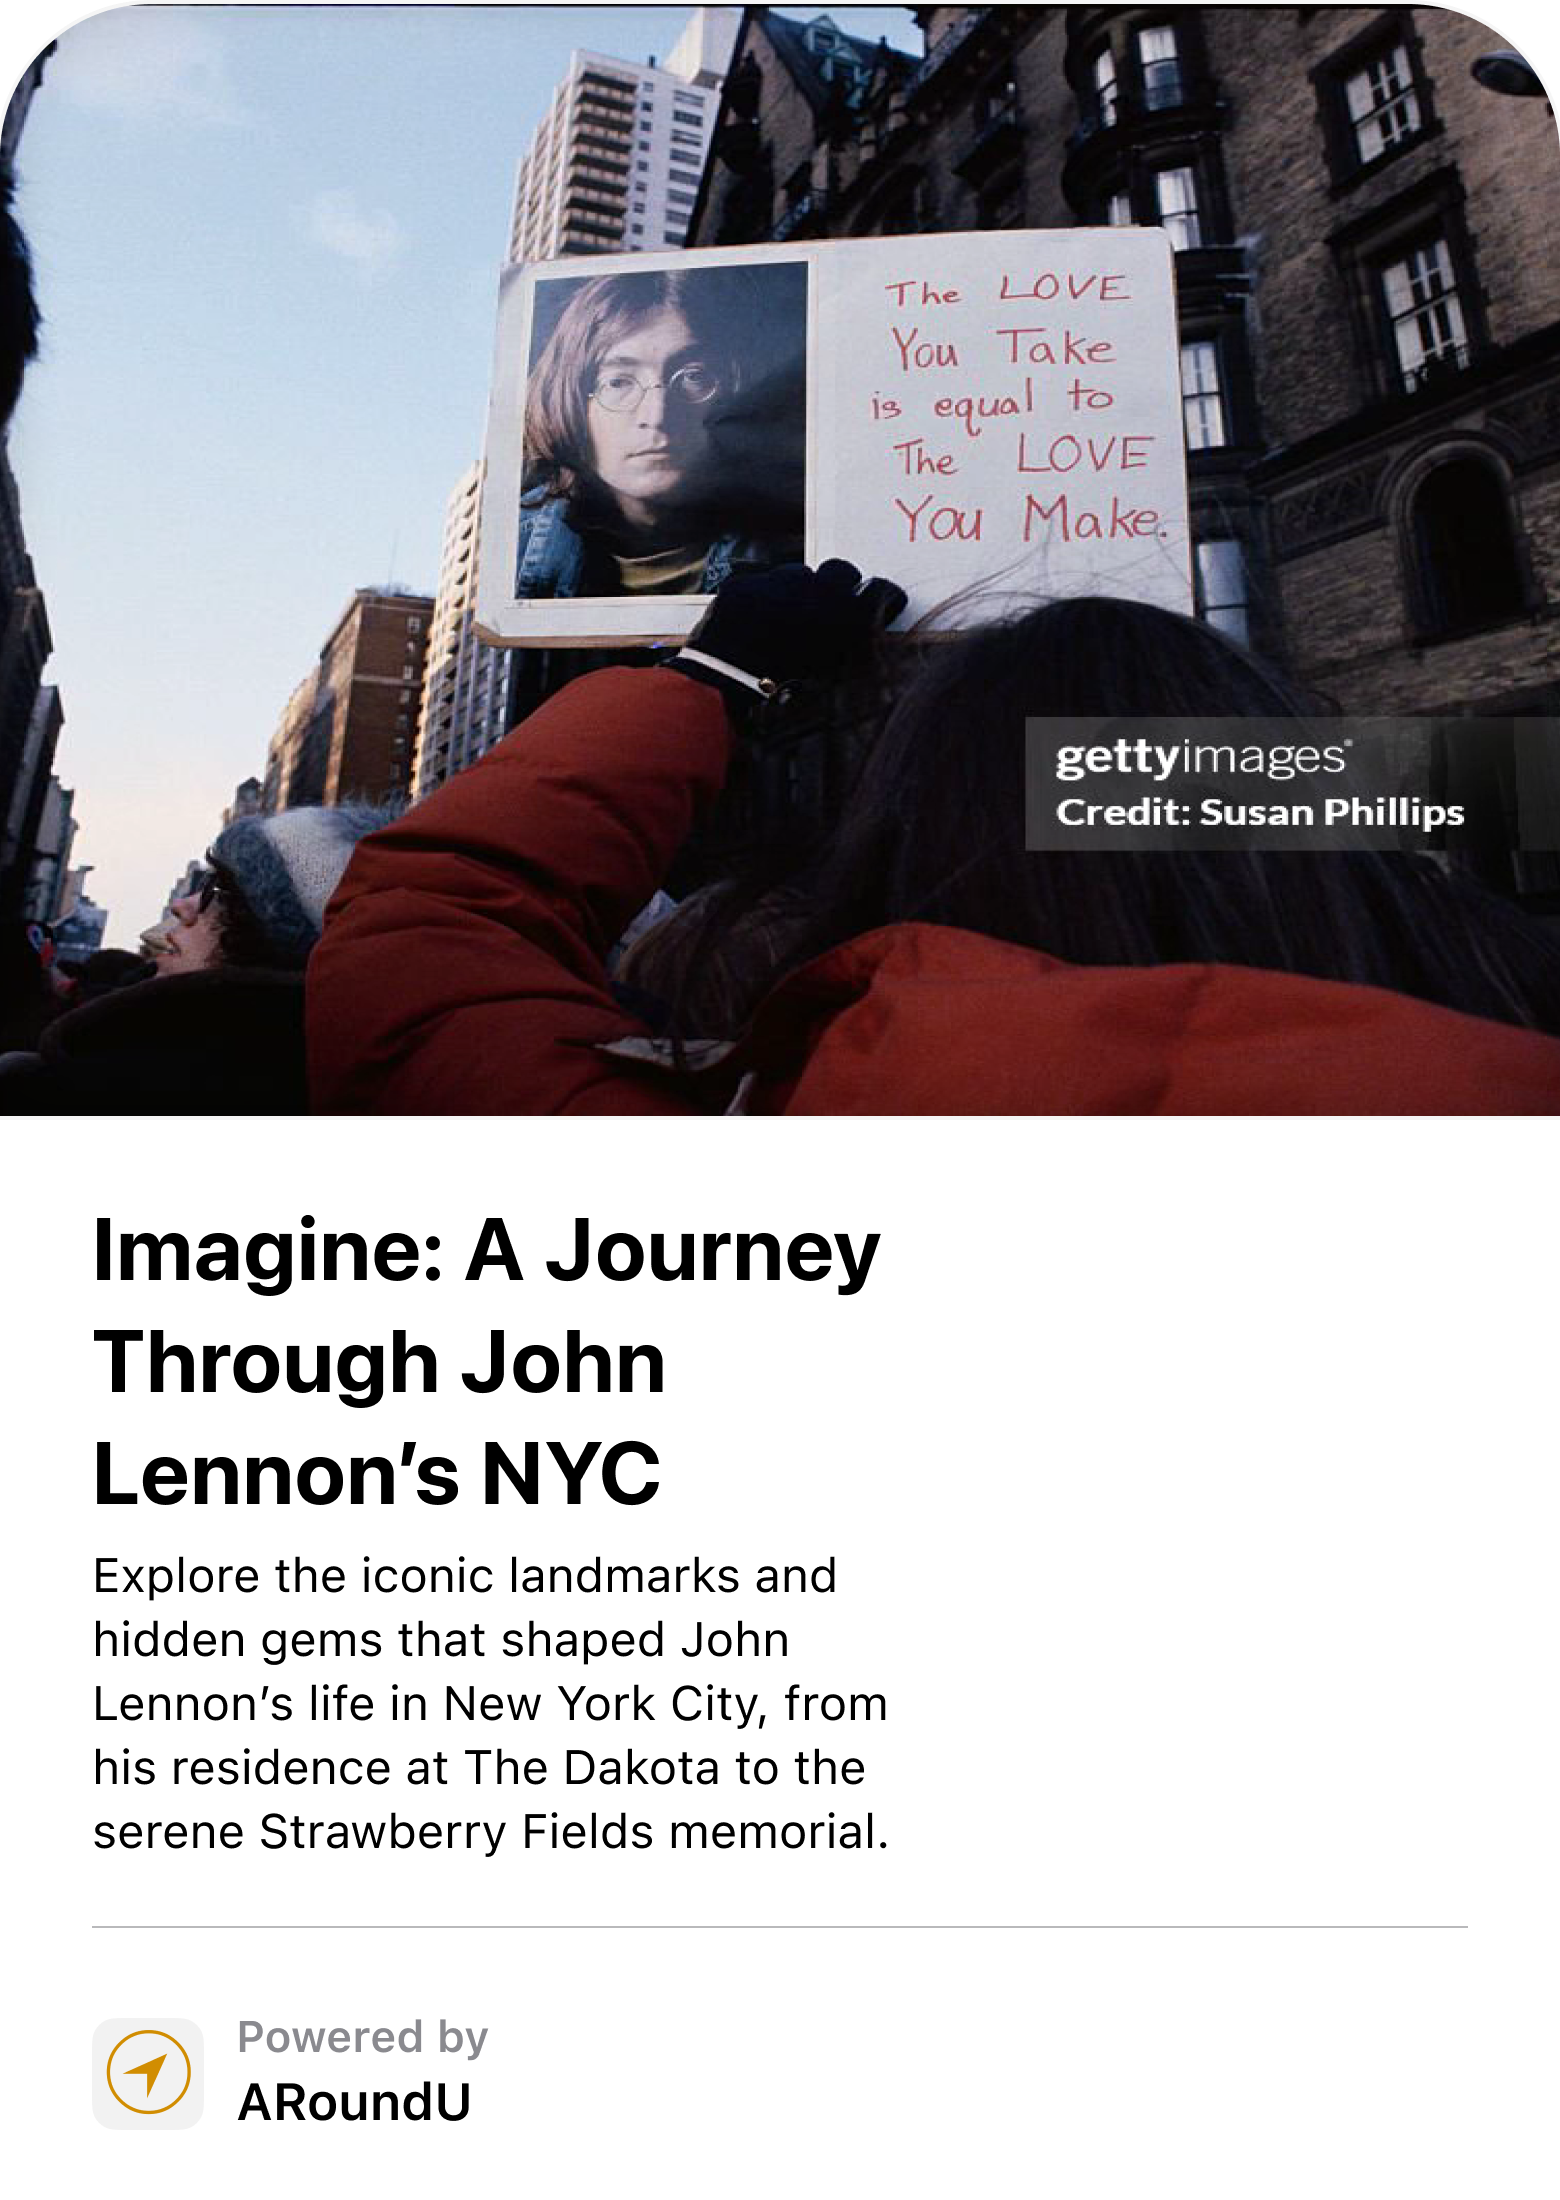 The LOVE
You Take
is equal to
The LOVE
You Make.
gettyimages®
Credit: Susan Phillips
Imagine: A Journey
Through John
Lennon’s NYC
Explore the iconic landmarks and
hidden gems that shaped John
Lennon’s life in New York City, from
his residence at The Dakota to the
serene Strawberry Fields memorial.
Powered by
ARoundU